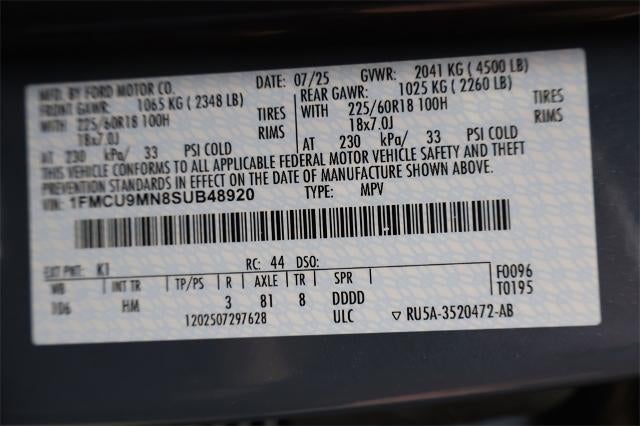 MFD. BY FORD MOTOR CO. DATE: 07/25 GVWR: 2041 KG ( 4500 LB)
FRONT GAWR: 1065 KG ( 2348 LB) REAR GAWR: 1025 KG ( 2260 LB)
WITH 225/60R18 100H TIRES WITH 225/60R18 100H TIRES
18x7.0J RIMS 18x7.0J RIMS
AT 230 kPa/ 33 PSI COLD AT 230 kPa/ 33 PSI COLD
THIS VEHICLE CONFORMS TO ALL APPLICABLE FEDERAL MOTOR VEHICLE SAFETY AND THEFT
PREVENTION STANDARDS IN EFFECT ON THE DATE OF MANUFACTURE SHOWN ABOVE.
VIN: 1FMCU9MN8SUB48920 TYPE: MPV
EXT PNT: K1 RC: 44 DSO:
WB INT TR TP/PS R AXLE TR SPR F0096
106 HM 3 81 8 DDDD T0195
1202507297628 ULC ▽ RU5A-3520472-AB